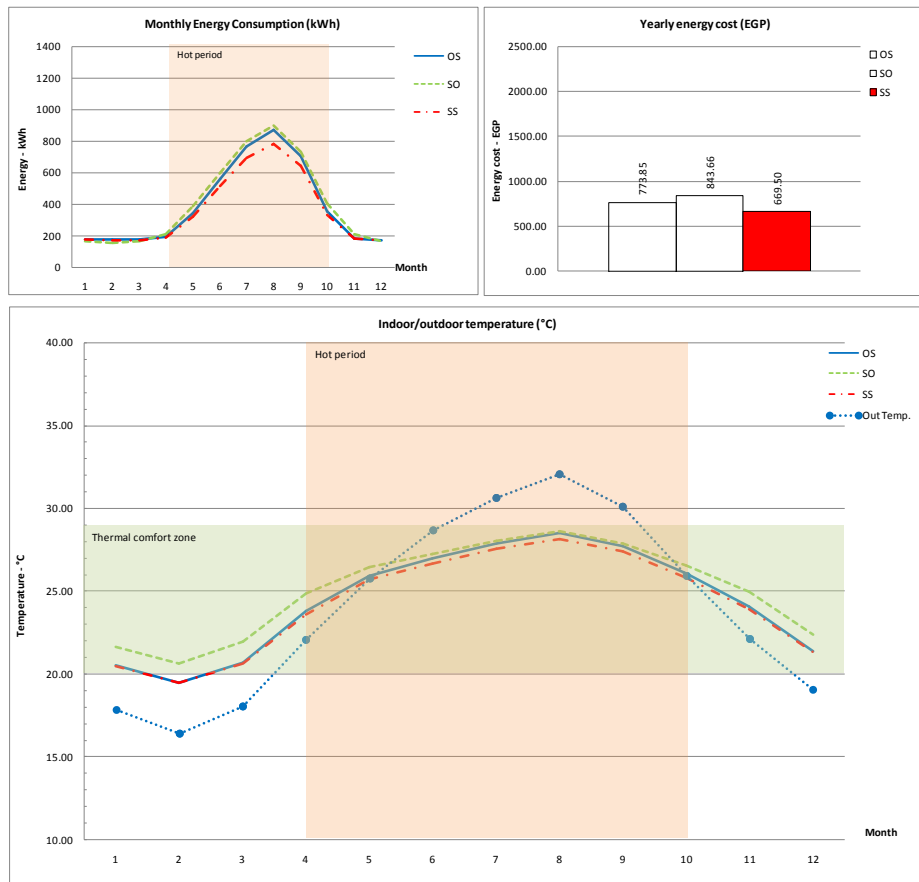 Monthly Energy Consumption (kWh)
1400
1200
1000
800
600
400
200
0
Energy - kWh
Hot period
OS
SO
SS
1 2 3 4 5 6 7 8 9 10 11 12
Month
Yearly energy cost (EGP)
2500.00
2000.00
1500.00
1000.00
500.00
0.00
Energy cost - EGP
773.85
843.66
669.50
OS
SO
SS
Indoor/outdoor temperature (°C)
40.00
35.00
30.00
25.00
20.00
15.00
10.00
Temperature - °C
Hot period
Thermal comfort zone
OS
SO
SS
Out Temp.
Month
1 2 3 4 5 6 7 8 9 10 11 12